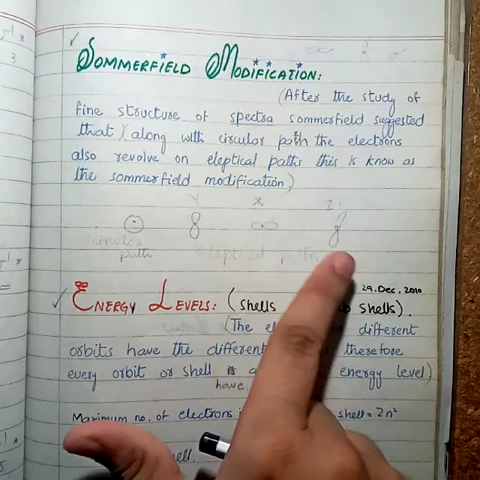 Sommerfield Modification:
(After the study of
fine structure of spectra sommerfield suggested
that) (along with circular path the electrons
also revolve on eleptical paths this is know as
the sommerfield modification)
Y X Z
circular
path
eleptical paths
29.Dec.2010
Energy Levels: (shells shells).
(The different
orbits have the different therefore
every orbit or shell energy level)
have
Maximum no. of electrons shell = 2n²
shell.